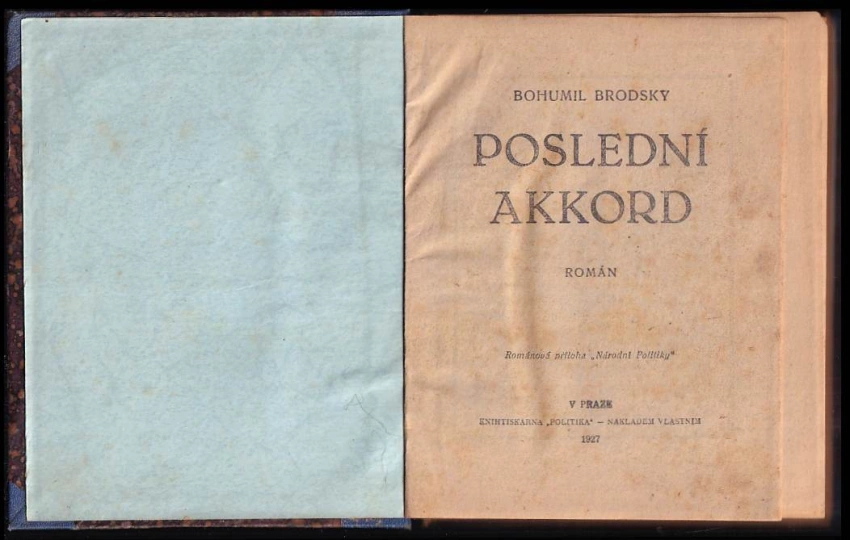 BOHUMIL BRODSKÝ
POSLEDNÍ
AKKORD
ROMÁN
Románová příloha „Národní Politiky“
V PRAZE
KNIHTISKÁRNA „POLITIKA“ – NÁKLADEM VLASTNÍM
1927